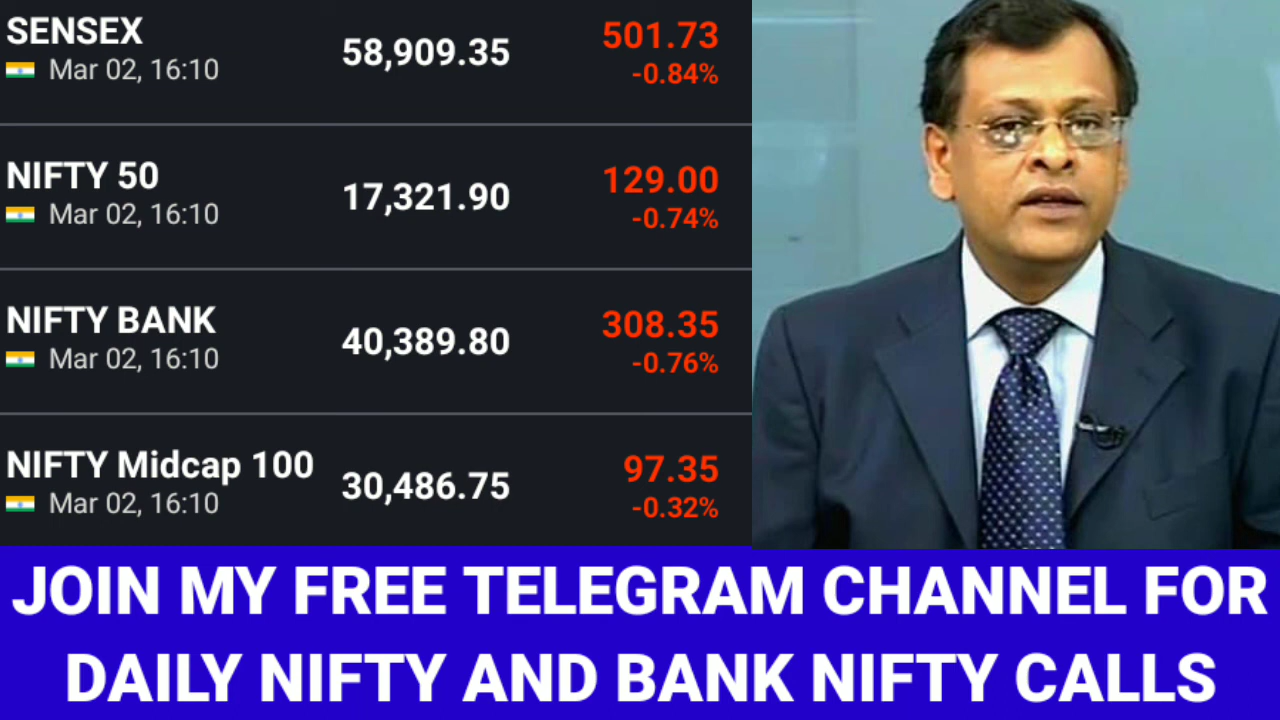 SENSEX 58,909.35 501.73
Mar 02, 16:10 -0.84%
NIFTY 50 17,321.90 129.00
Mar 02, 16:10 -0.74%
NIFTY BANK 40,389.80 308.35
Mar 02, 16:10 -0.76%
NIFTY Midcap 100 30,486.75 97.35
Mar 02, 16:10 -0.32%
JOIN MY FREE TELEGRAM CHANNEL FOR
DAILY NIFTY AND BANK NIFTY CALLS